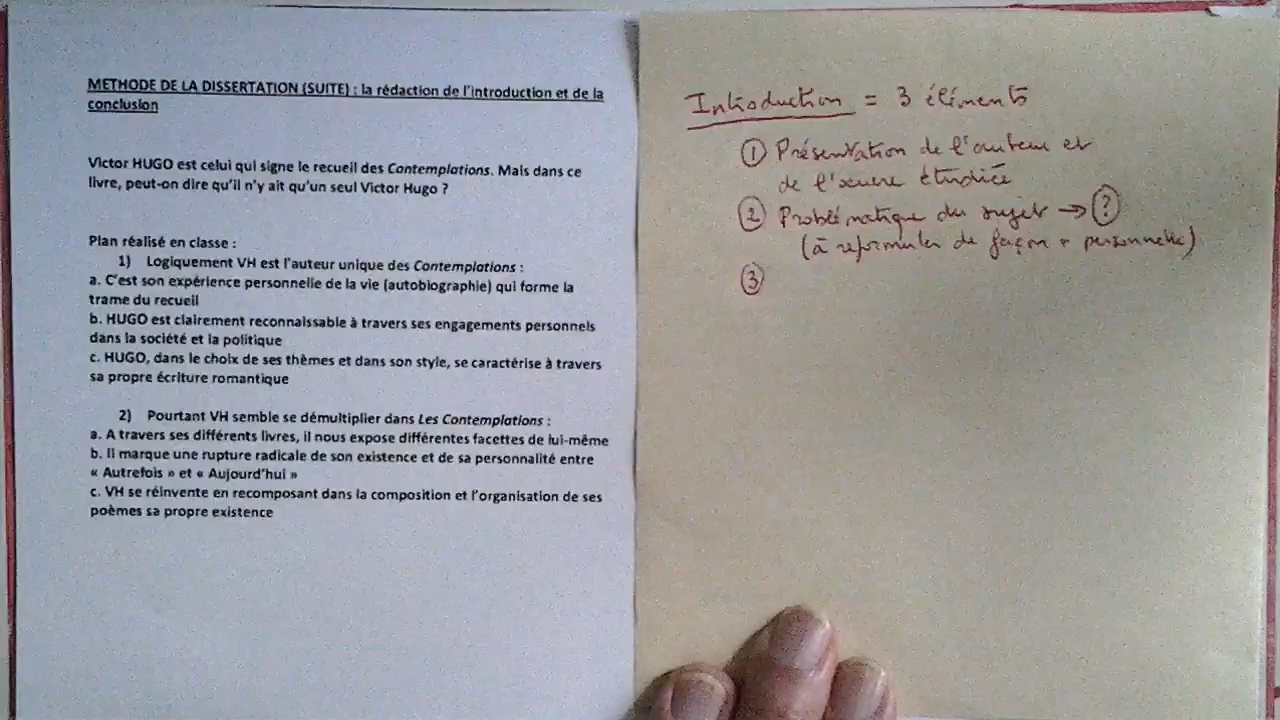 METHODE DE LA DISSERTATION (SUITE) : la rédaction de l'introduction et de la
conclusion
Victor HUGO est celui qui signe le recueil des Contemplations. Mais dans ce
livre, peut-on dire qu'il n'y ait qu'un seul Victor Hugo ?
Plan réalisé en classe :
1) Logiquement VH est l'auteur unique des Contemplations :
a. C'est son expérience personnelle de la vie (autobiographie) qui forme la
trame du recueil
b. HUGO est clairement reconnaissable à travers ses engagements personnels
dans la société et la politique
c. HUGO, dans le choix de ses thèmes et dans son style, se caractérise à travers
sa propre écriture romantique
2) Pourtant VH semble se démultiplier dans Les Contemplations :
a. A travers ses différents livres, il nous expose différentes facettes de lui-même
b. Il marque une rupture radicale de son existence et de sa personnalité entre
« Autrefois » et « Aujourd'hui »
c. VH se réinvente en recomposant dans la composition et l'organisation de ses
poèmes sa propre existence
Introduction = 3 éléments
① Présentation de l'auteur et
de l'œuvre étudiée
② Problématique du sujet → ?
(à reformuler de façon + personnelle)
③